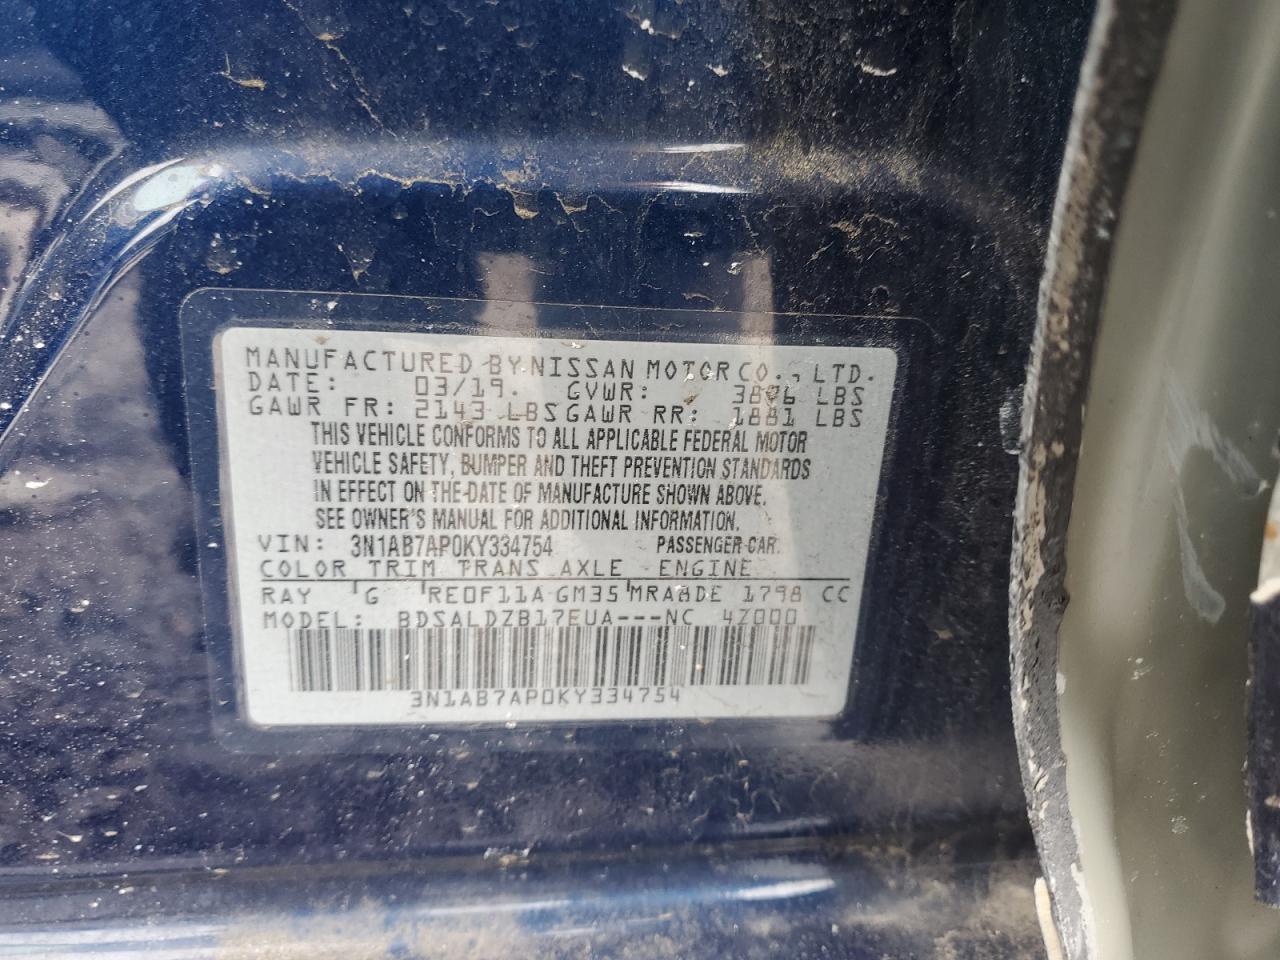 MANUFACTURED BY NISSAN MOTOR CO., LTD.
DATE: 03/19. GVWR: LBS
GAWR FR: 2143 LBS GAWR RR: 1881 LBS
THIS VEHICLE CONFORMS TO ALL APPLICABLE FEDERAL MOTOR
VEHICLE SAFETY, BUMPER AND THEFT PREVENTION STANDARDS
IN EFFECT ON THE DATE OF MANUFACTURE SHOWN ABOVE.
SEE OWNER'S MANUAL FOR ADDITIONAL INFORMATION.
VIN: 3N1AB7AP0KY334754 PASSENGER CAR.
COLOR TRIM TRANS AXLE ENGINE
RAY G RE0F11A GM35 MRA8DE 1798 CC
MODEL: BDSALDZB17EUA---NC 4Z000
3N1AB7AP0KY334754